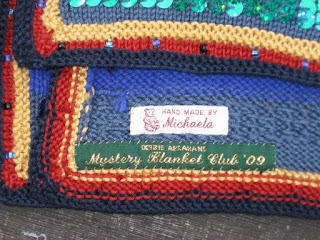 HAND MADE BY
Michaela
DEBBIE ABRAHAMS
Mystery Blanket Club '09